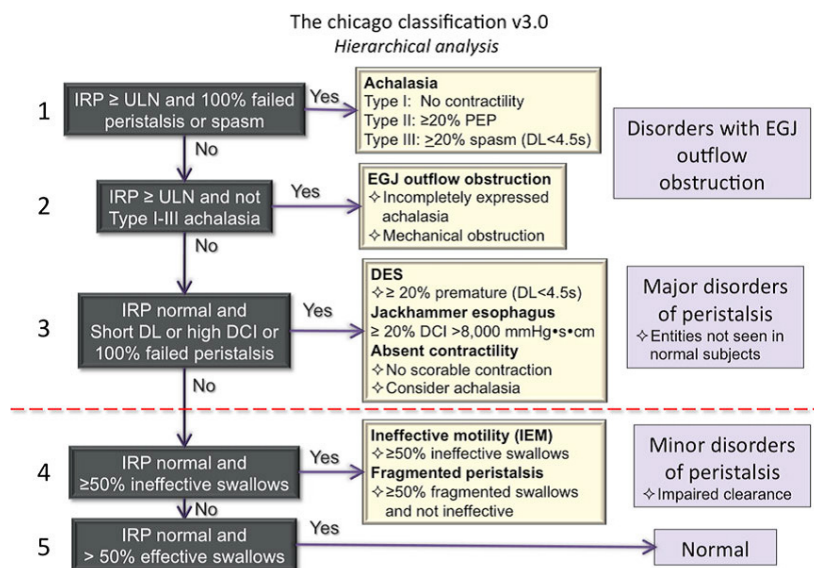 The chicago classification v3.0
Hierarchical analysis
1
IRP ≥ ULN and 100% failed
peristalsis or spasm
Yes
Achalasia
Type I: No contractility
Type II: ≥20% PEP
Type III: ≥20% spasm (DL<4.5s)
Disorders with EGJ
outflow
obstruction
No
2
IRP ≥ ULN and not
Type I-III achalasia
Yes
EGJ outflow obstruction
✧Incompletely expressed
achalasia
✧Mechanical obstruction
No
3
IRP normal and
Short DL or high DCI or
100% failed peristalsis
Yes
DES
✧≥ 20% premature (DL<4.5s)
Jackhammer esophagus
≥ 20% DCI >8,000 mmHg•s•cm
Absent contractility
✧No scorable contraction
✧Consider achalasia
Major disorders
of peristalsis
✧Entities not seen in
normal subjects
No
4
IRP normal and
≥50% ineffective swallows
Yes
Ineffective motility (IEM)
✧≥50% ineffective swallows
Fragmented peristalsis
✧≥50% fragmented swallows
and not ineffective
Minor disorders
of peristalsis
✧Impaired clearance
No
5
IRP normal and
> 50% effective swallows
Yes
Normal